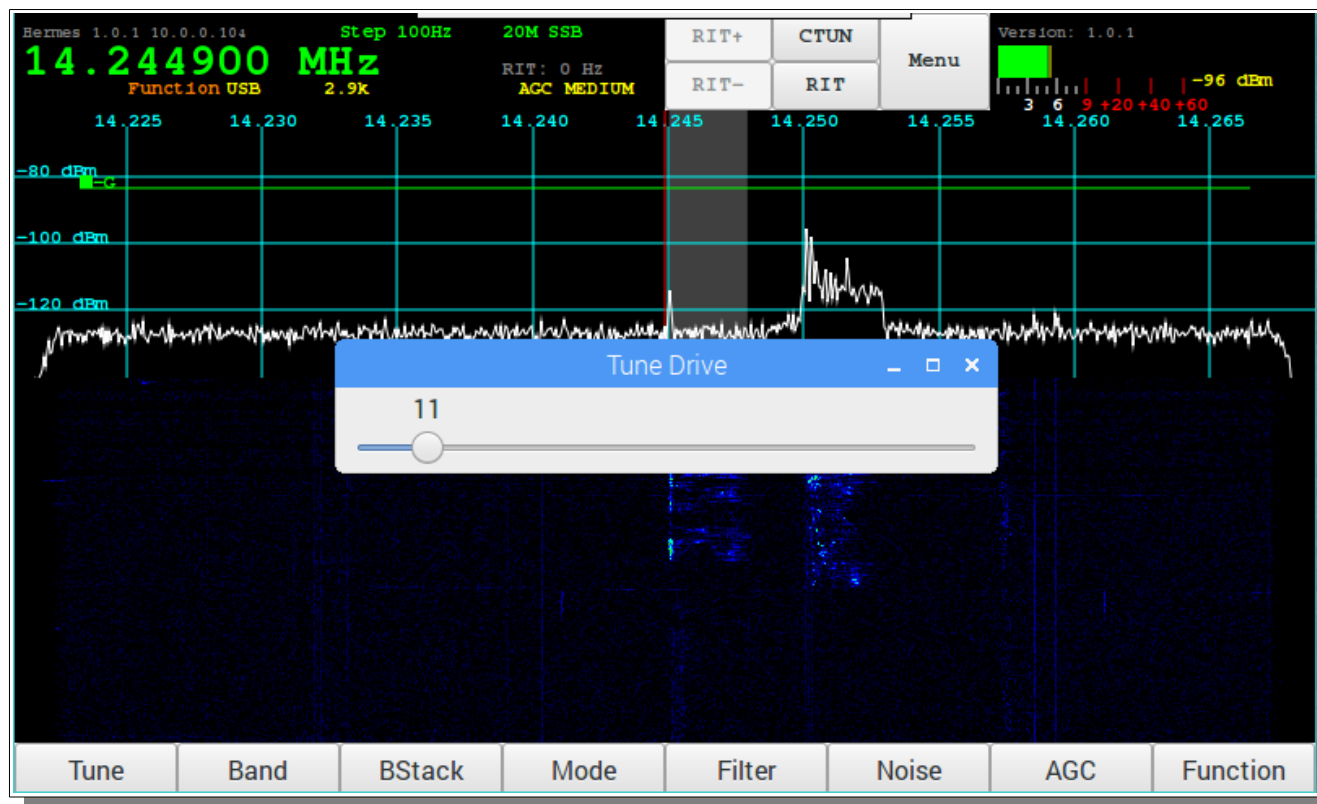 Hermes 1.0.1 10.0.0.104 Step 100Hz 20M SSB RIT+ CTUN Menu Version: 1.0.1
14.244900 MHz RIT: 0 Hz
Function USB 2.9k AGC MEDIUM RIT- RIT -96 dBm
3 6 9 +20 +40 +60
14.225 14.230 14.235 14.240 14.245 14.250 14.255 14.260 14.265
-80 dBm
-G
-100 dBm
-120 dBm
Tune Drive
11
Tune Band BStack Mode Filter Noise AGC Function